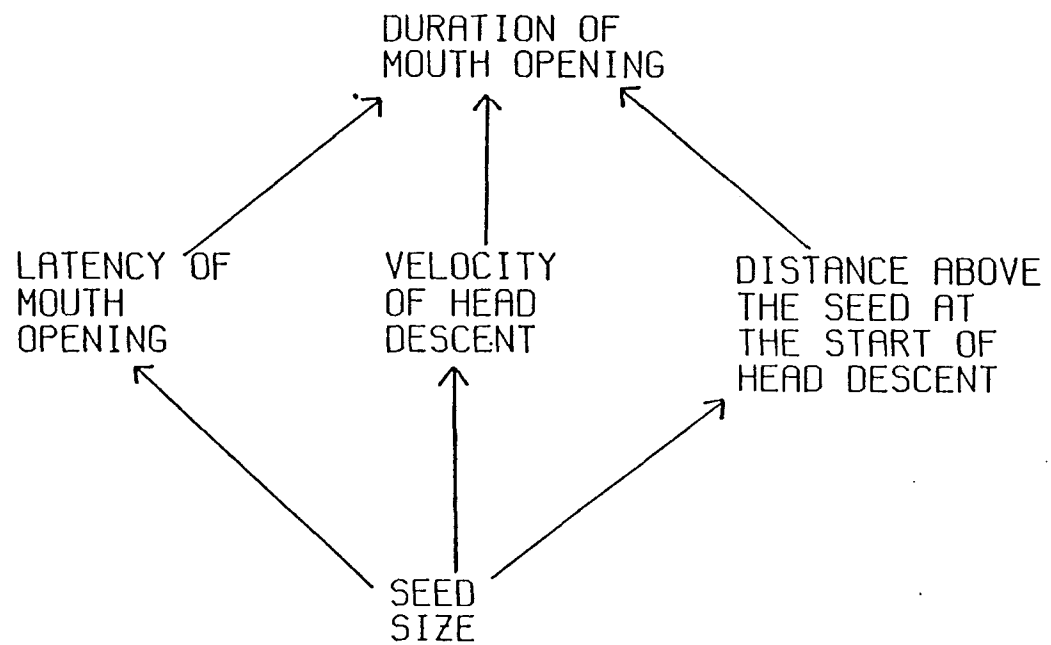 DURATION OF
MOUTH OPENING
LATENCY OF
MOUTH
OPENING
VELOCITY
OF HEAD
DESCENT
DISTANCE ABOVE
THE SEED AT
THE START OF
HEAD DESCENT
SEED
SIZE